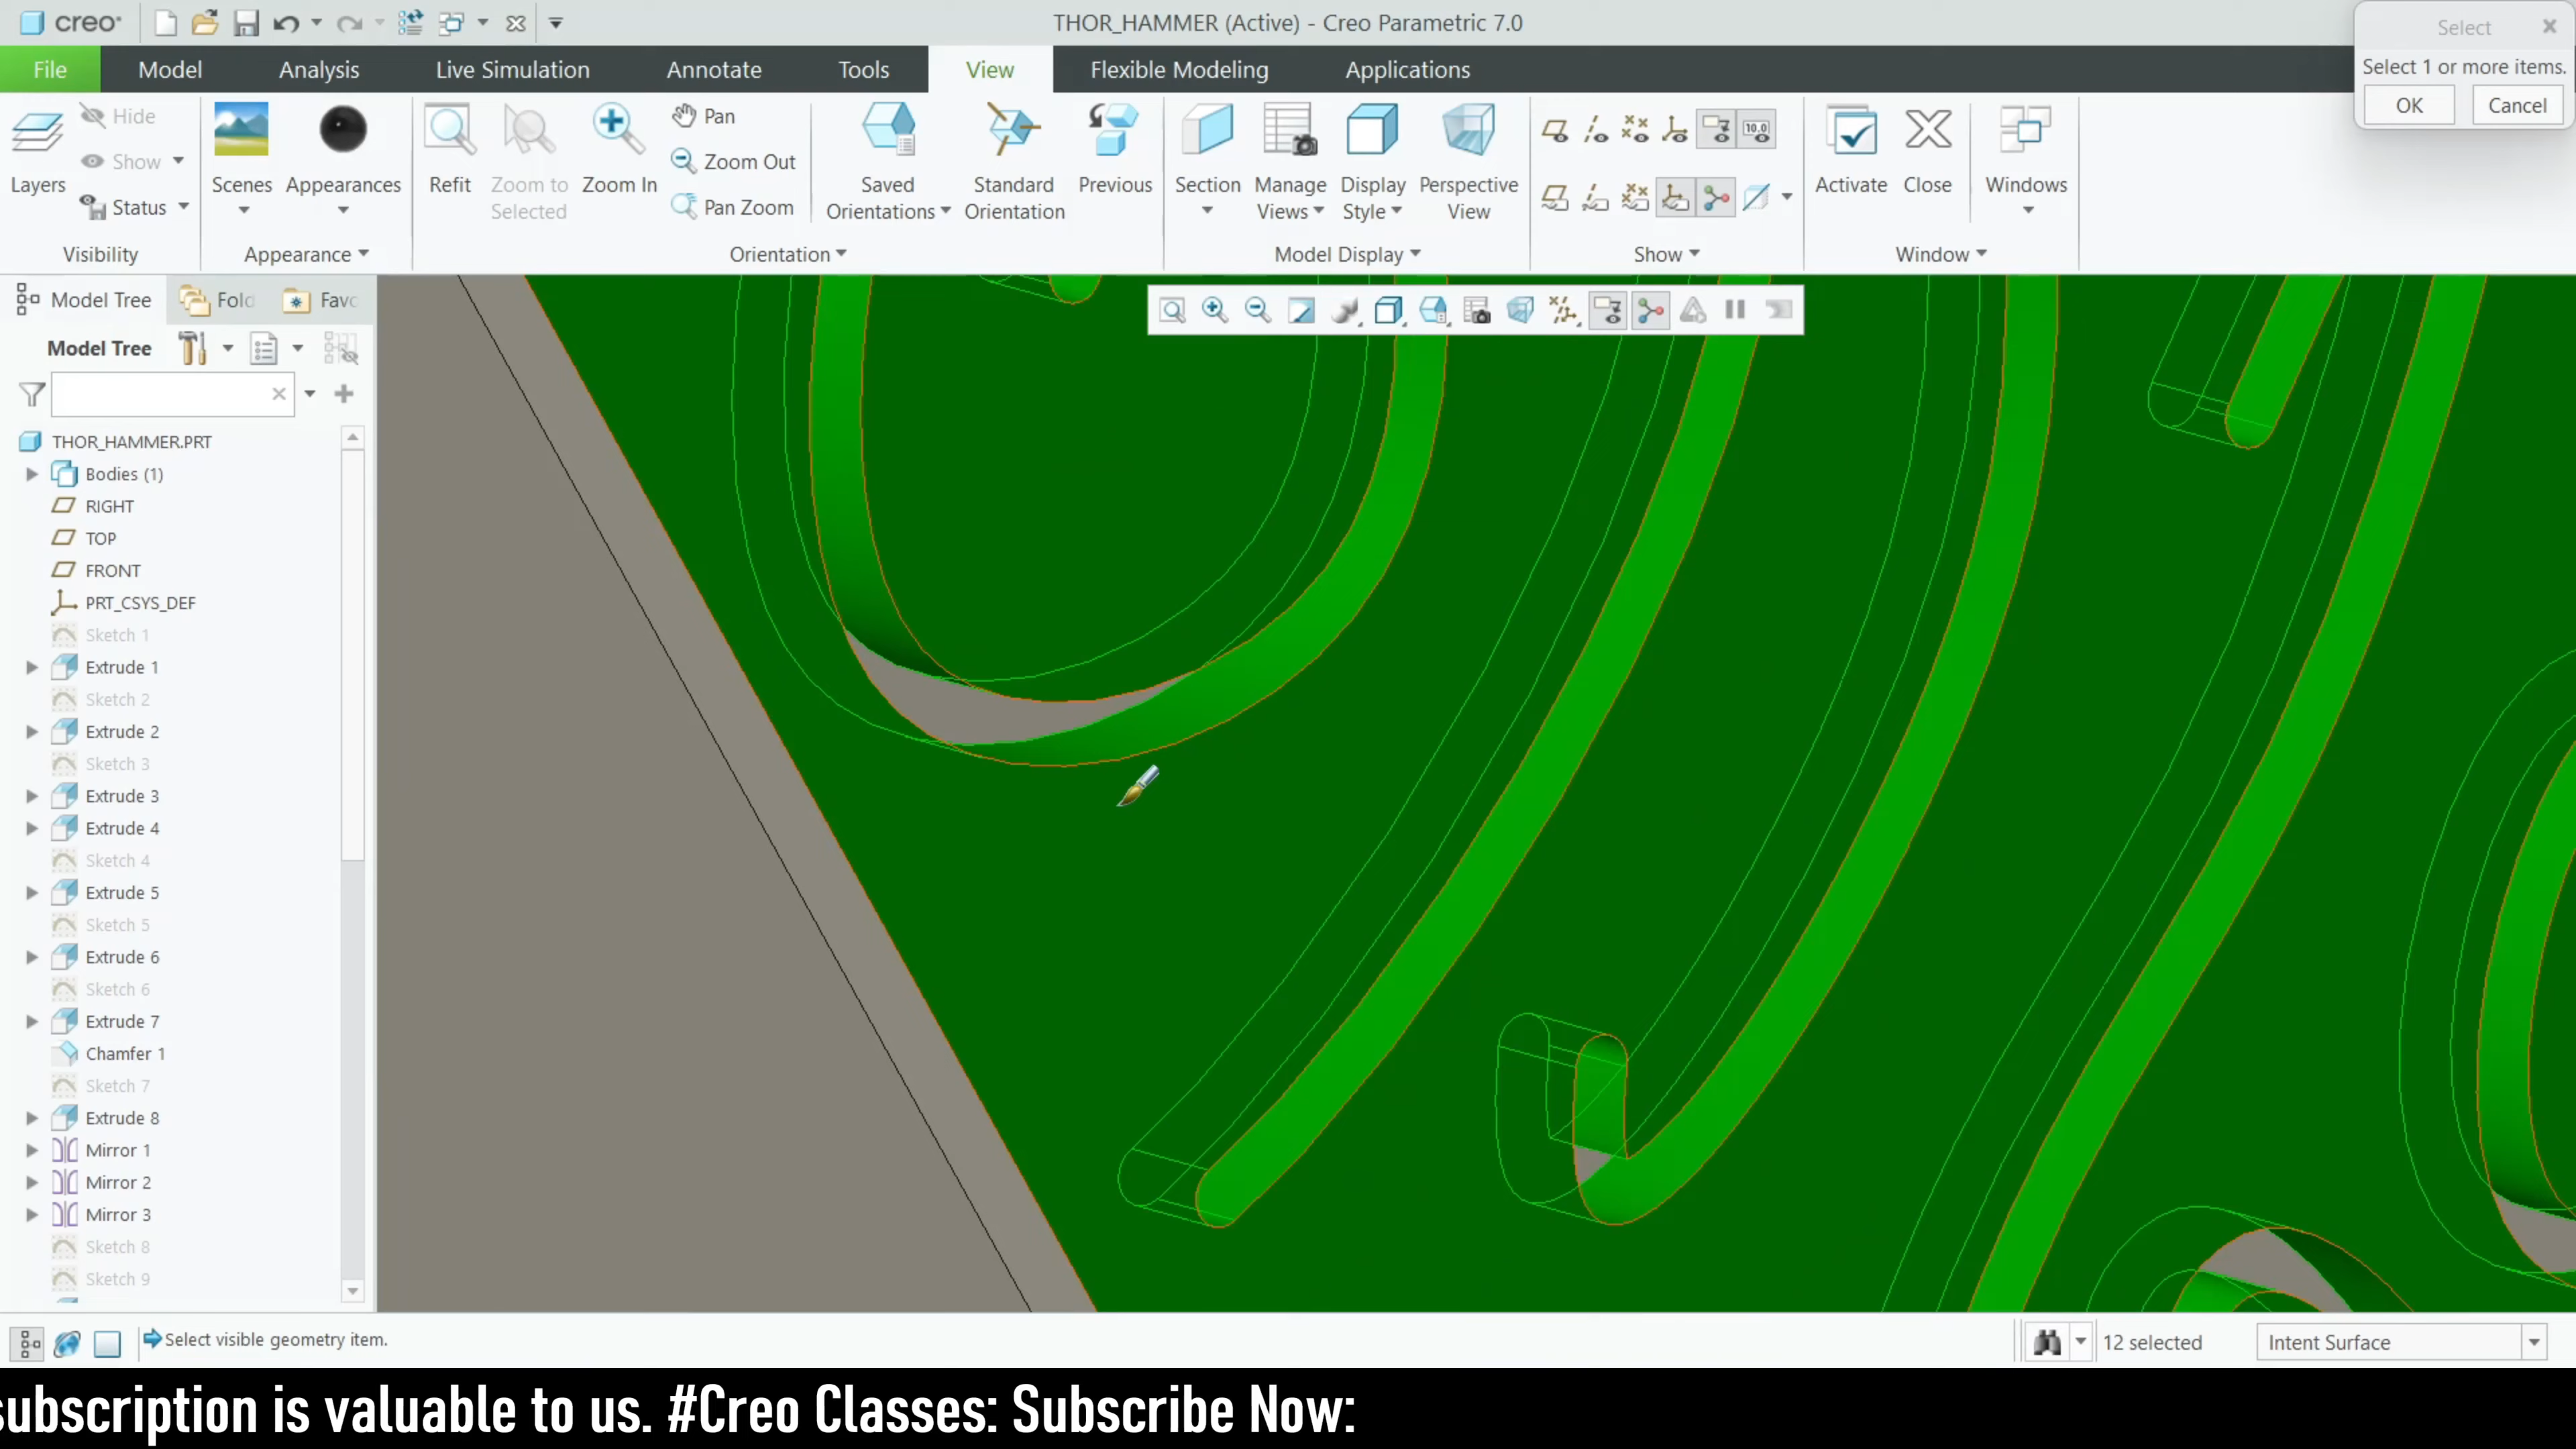 creo
THOR_HAMMER (Active) - Creo Parametric 7.0
Select
Select 1 or more items.
OK
Cancel
File
Model
Analysis
Live Simulation
Annotate
Tools
View
Flexible Modeling
Applications
Layers
Hide
Show
Status
Visibility
Scenes
Appearances
Appearance
Refit
Zoom to
Selected
Zoom In
Pan
Zoom Out
Pan Zoom
Saved
Orientations
Standard
Orientation
Previous
Orientation
Section
Manage
Views
Display
Style
Perspective
View
Model Display
10.0
Show
Activate
Close
Windows
Window
Model Tree
Fold
Favo
Model Tree
THOR_HAMMER.PRT
Bodies (1)
RIGHT
TOP
FRONT
PRT_CSYS_DEF
Sketch 1
Extrude 1
Sketch 2
Extrude 2
Sketch 3
Extrude 3
Extrude 4
Sketch 4
Extrude 5
Sketch 5
Extrude 6
Sketch 6
Extrude 7
Chamfer 1
Sketch 7
Extrude 8
Mirror 1
Mirror 2
Mirror 3
Sketch 8
Sketch 9
Select visible geometry item.
12 selected
Intent Surface
subscription is valuable to us. #Creo Classes: Subscribe Now: